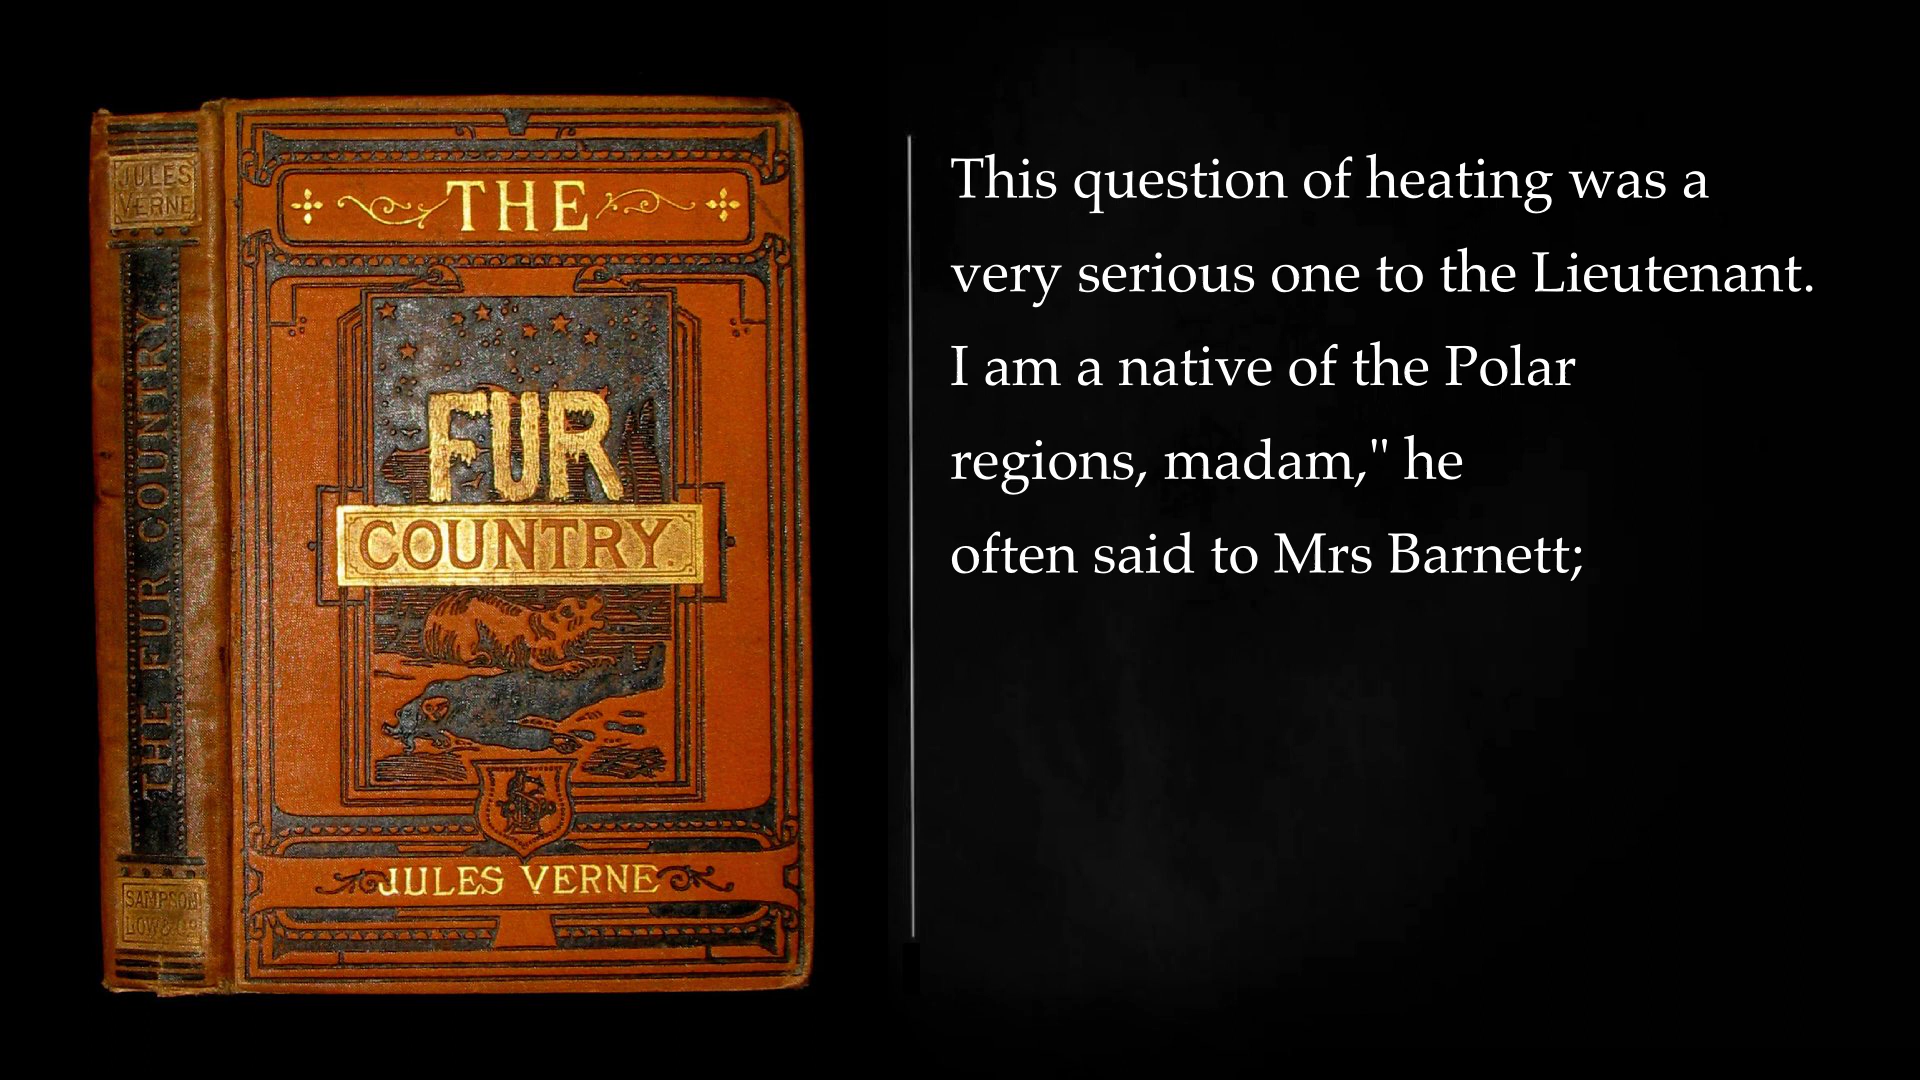 JULES
VERNE
THE FUR COUNTRY.
SAMPSON
LOW & Co
THE
FUR
COUNTRY.
JULES VERNE
This question of heating was a
very serious one to the Lieutenant.
I am a native of the Polar
regions, madam," he
often said to Mrs Barnett;